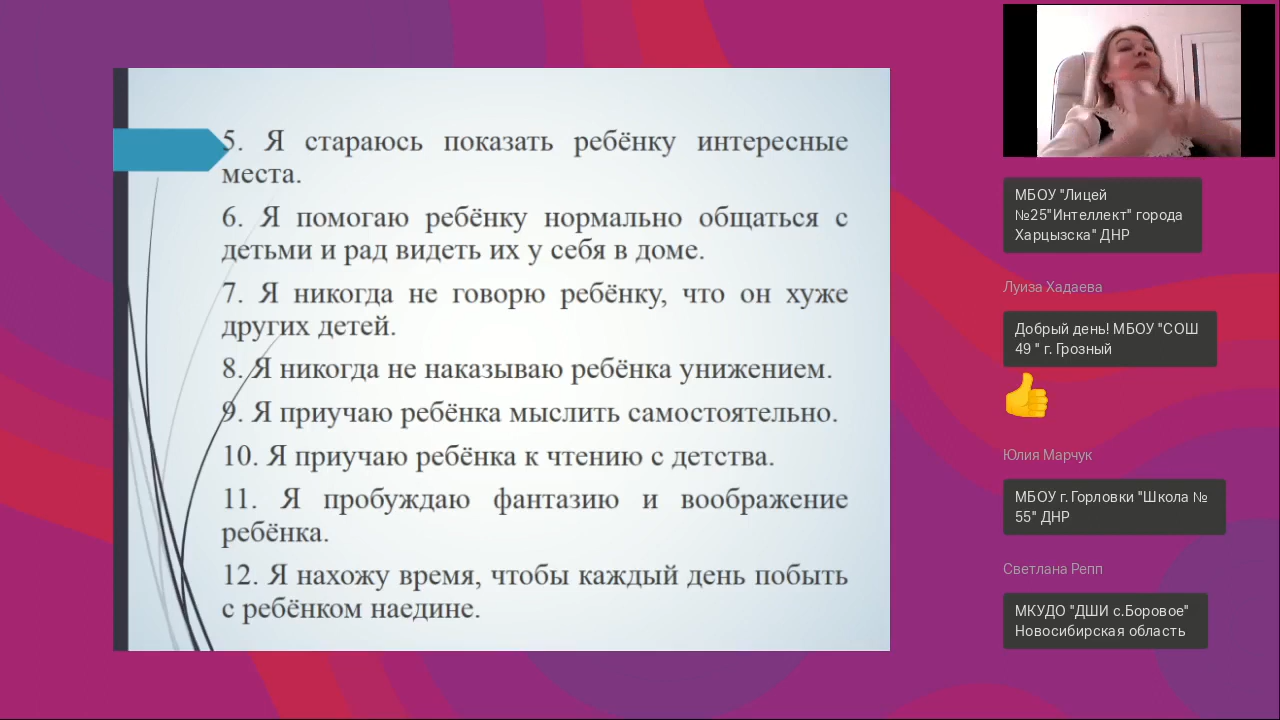 5. Я стараюсь показать ребёнку интересные
места.
6. Я помогаю ребёнку нормально общаться с
детьми и рад видеть их у себя в доме.
7. Я никогда не говорю ребёнку, что он хуже
других детей.
8. Я никогда не наказываю ребёнка унижением.
9. Я приучаю ребёнка мыслить самостоятельно.
10. Я приучаю ребёнка к чтению с детства.
11. Я пробуждаю фантазию и воображение
ребёнка.
12. Я нахожу время, чтобы каждый день побыть
с ребёнком наедине.
МБОУ "Лицей
№25"Интеллект" города
Харцызска" ДНР
Луиза Хадаева
Добрый день! МБОУ "СОШ
49 " г. Грозный
Юлия Марчук
МБОУ г. Горловки "Школа №
55" ДНР
Светлана Репп
МКУДО "ДШИ с.Боровое"
Новосибирская область